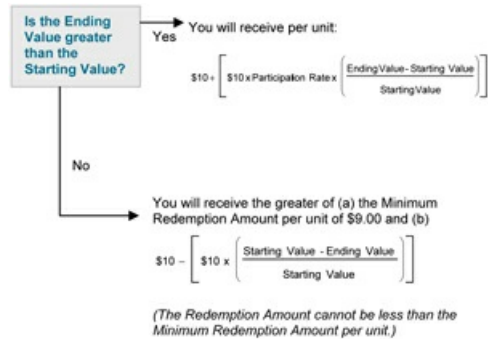 Is the Ending
Value greater
than the
Starting Value?
Yes
You will receive per unit:
$10 + [ $10 x Participation Rate x ( Ending Value - Starting Value
Starting Value ) ]
No
You will receive the greater of (a) the Minimum
Redemption Amount per unit of $9.00 and (b)
$10 – [ $10 x ( Starting Value - Ending Value
Starting Value ) ]
(The Redemption Amount cannot be less than the
Minimum Redemption Amount per unit.)